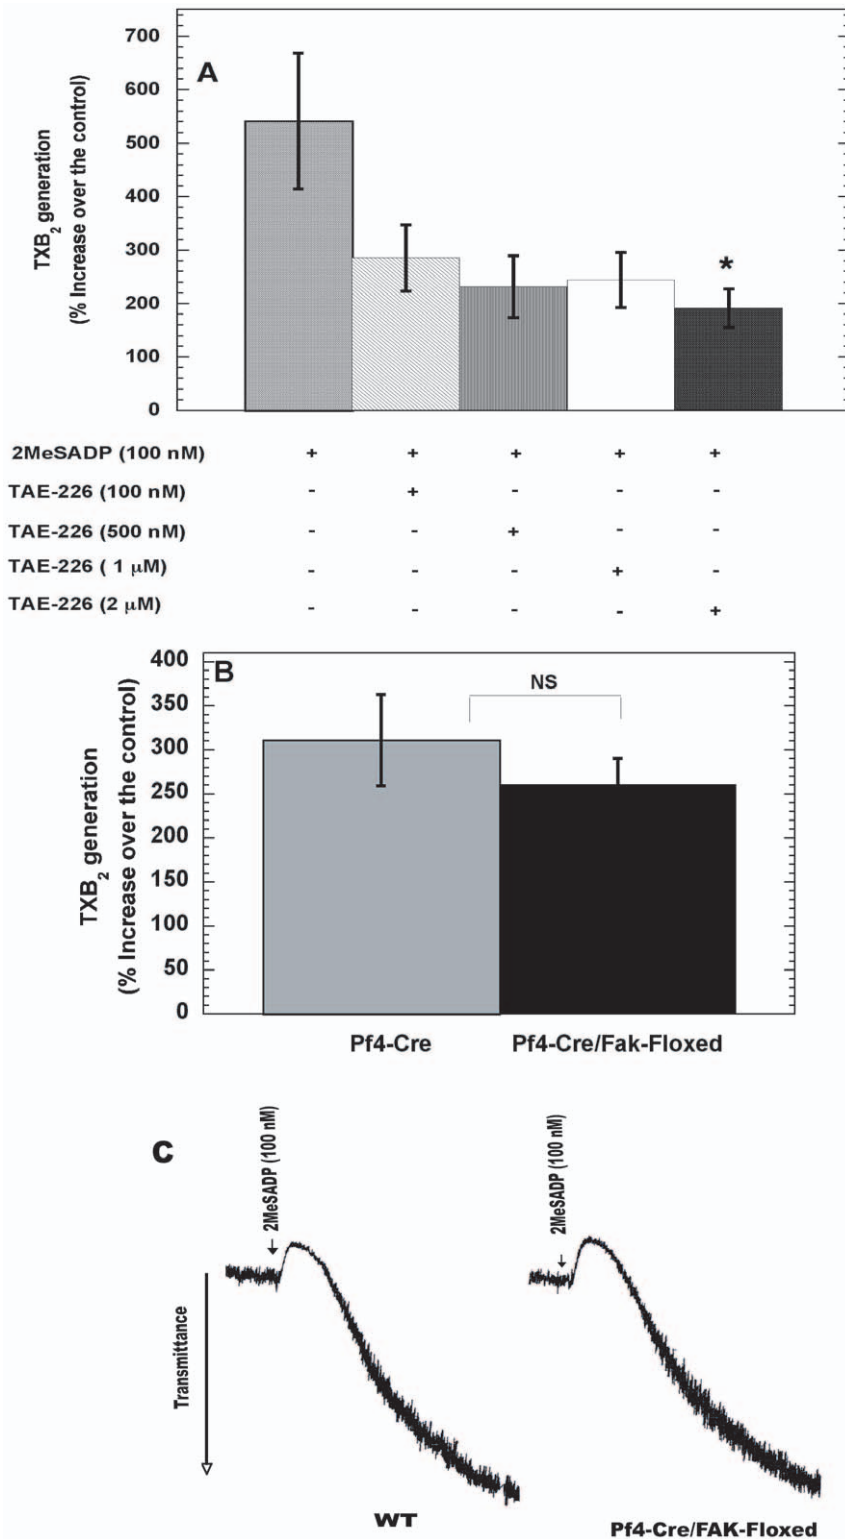 A
TXB2 generation
(% Increase over the control)
700
600
500
400
300
200
100
0
*
2MeSADP (100 nM) + + + + +
TAE-226 (100 nM) - + - - -
TAE-226 (500 nM) - - + - -
TAE-226 ( 1 μM) - - - + -
TAE-226 (2 μM) - - - - +
B
TXB2 generation
(% Increase over the control)
400
350
300
250
200
150
100
50
0
NS
Pf4-Cre Pf4-Cre/Fak-Floxed
C
2MeSADP (100 nM)
2MeSADP (100 nM)
Transmittance
WT
Pf4-Cre/FAK-Floxed